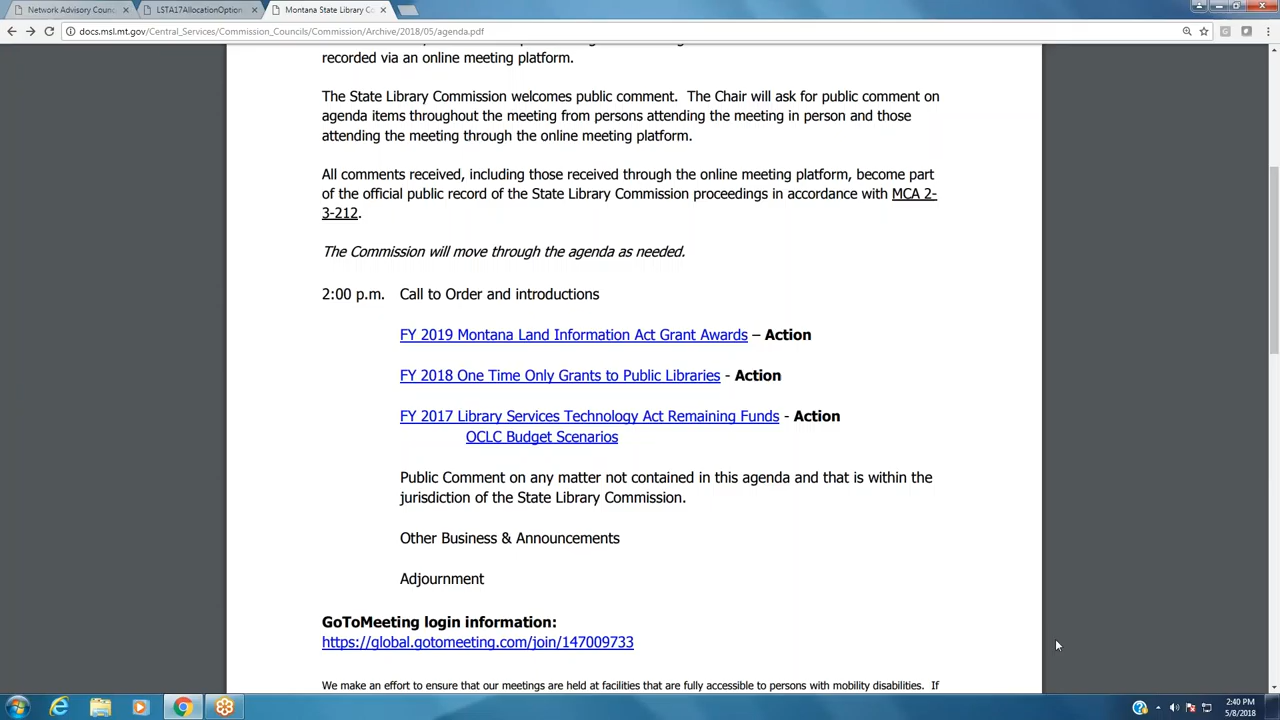 Network Advisory Counc
LSTA17AllocationOption
Montana State Library Co
docs.msl.mt.gov/Central_Services/Commission_Councils/Commission/Archive/2018/05/agenda.pdf
recorded via an online meeting platform.
The State Library Commission welcomes public comment.  The Chair will ask for public comment on
agenda items throughout the meeting from persons attending the meeting in person and those
attending the meeting through the online meeting platform.
All comments received, including those received through the online meeting platform, become part
of the official public record of the State Library Commission proceedings in accordance with MCA 2-
3-212.
The Commission will move through the agenda as needed.
2:00 p.m.   Call to Order and introductions
FY 2019 Montana Land Information Act Grant Awards – Action
FY 2018 One Time Only Grants to Public Libraries - Action
FY 2017 Library Services Technology Act Remaining Funds - Action
OCLC Budget Scenarios
Public Comment on any matter not contained in this agenda and that is within the
jurisdiction of the State Library Commission.
Other Business & Announcements
Adjournment
GoToMeeting login information:
https://global.gotomeeting.com/join/147009733
We make an effort to ensure that our meetings are held at facilities that are fully accessible to persons with mobility disabilities.  If
2:40 PM
5/8/2018